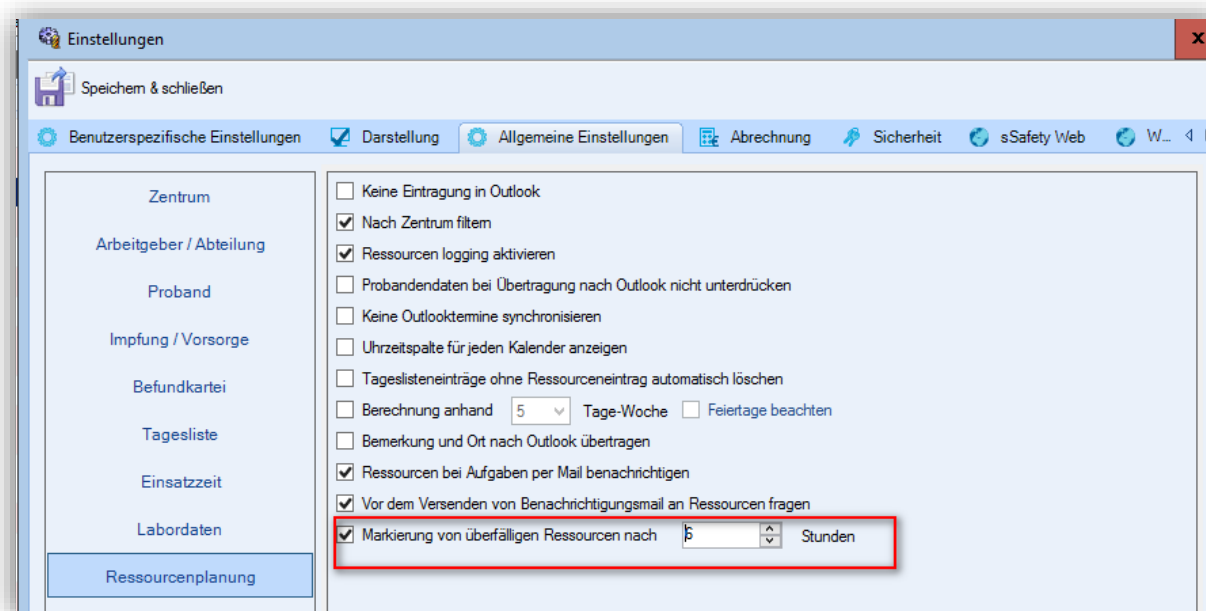 Einstellungen
x
Speichern & schließen
Benutzerspezifische Einstellungen Darstellung Allgemeine Einstellungen Abrechnung Sicherheit sSafety Web W...
Zentrum
Arbeitgeber / Abteilung
Proband
Impfung / Vorsorge
Befundkartei
Tagesliste
Einsatzzeit
Labordaten
Ressourcenplanung
Keine Eintragung in Outlook
Nach Zentrum filtern
Ressourcen logging aktivieren
Probandendaten bei Übertragung nach Outlook nicht unterdrücken
Keine Outlooktermine synchronisieren
Uhrzeitspalte für jeden Kalender anzeigen
Tageslisteneinträge ohne Ressourceneintrag automatisch löschen
Berechnung anhand 5 Tage-Woche Feiertage beachten
Bemerkung und Ort nach Outlook übertragen
Ressourcen bei Aufgaben per Mail benachrichtigen
Vor dem Versenden von Benachrichtigungsmail an Ressourcen fragen
Markierung von überfälligen Ressourcen nach 6 Stunden